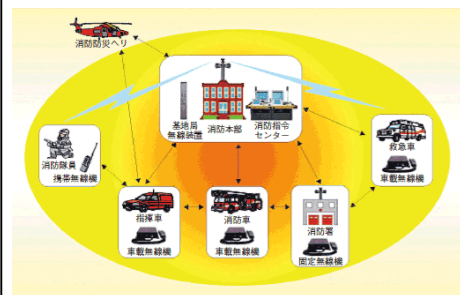 消防防災ヘリ
基地局
無線装置
消防本部
消防指令
センター
消防隊員
携帯無線機
救急車
車載無線機
指揮車
車載無線機
消防車
車載無線機
消防署
固定無線機